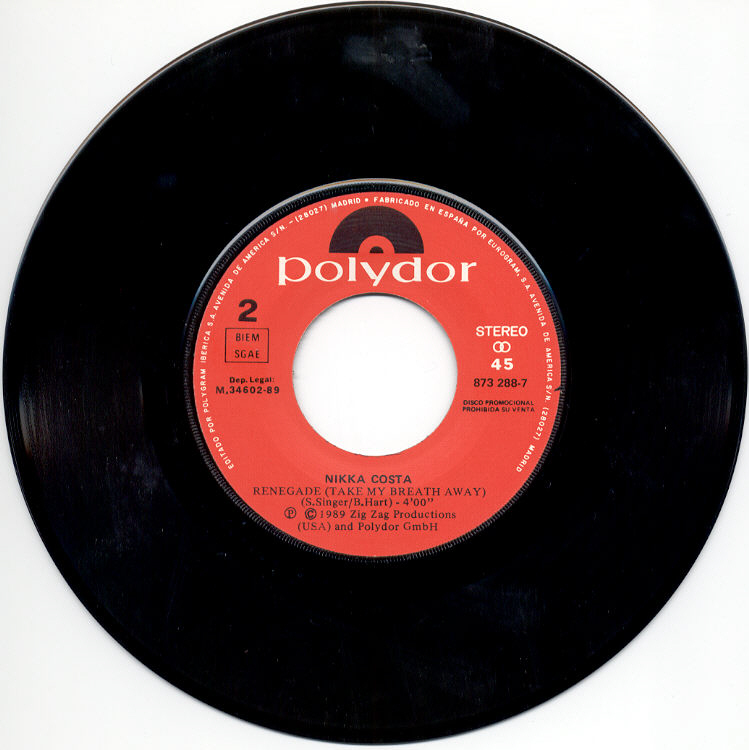 EDITADO POR POLYGRAM IBERICA S.A. AVENIDA DE AMERICA S/N.-(28027) MADRID • FABRICADO EN ESPAÑA POR EUROGRAM, S.A. AVENIDA DE AMERICA S/N. (28027) MADRID
polydor
2
BIEM
SGAE
Dep. Legal:
M.34602-89
STEREO
45
873 288-7
DISCO PROMOCIONAL
PROHIBIDA SU VENTA
NIKKA COSTA
RENEGADE (TAKE MY BREATH AWAY)
(S.Singer/B.Hart) - 4'00"
Ⓟ © 1989 Zig Zag Productions
(USA) and Polydor GmbH